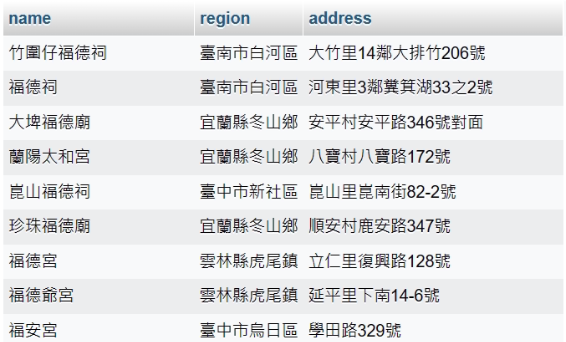 name region address
竹圍仔福德祠 臺南市白河區 大竹里14鄰大排竹206號
福德祠 臺南市白河區 河東里3鄰糞箕湖33之2號
大埤福德廟 宜蘭縣冬山鄉 安平村安平路346號對面
蘭陽太和宮 宜蘭縣冬山鄉 八寶村八寶路172號
崑山福德祠 臺中市新社區 崑山里崑南街82-2號
珍珠福德廟 宜蘭縣冬山鄉 順安村鹿安路347號
福德宮 雲林縣虎尾鎮 立仁里復興路128號
福德爺宮 雲林縣虎尾鎮 延平里下南14-6號
福安宮 臺中市烏日區 學田路329號